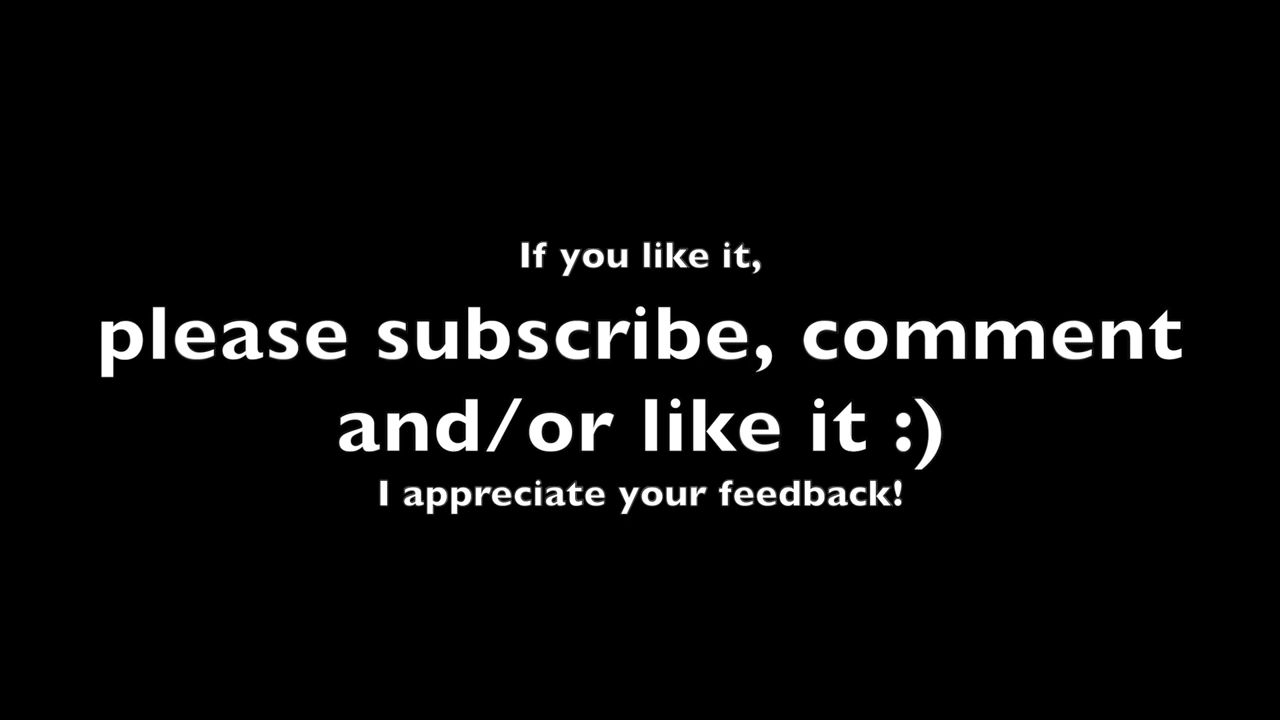 If you like it,
please subscribe, comment
and/or like it :)
I appreciate your feedback!